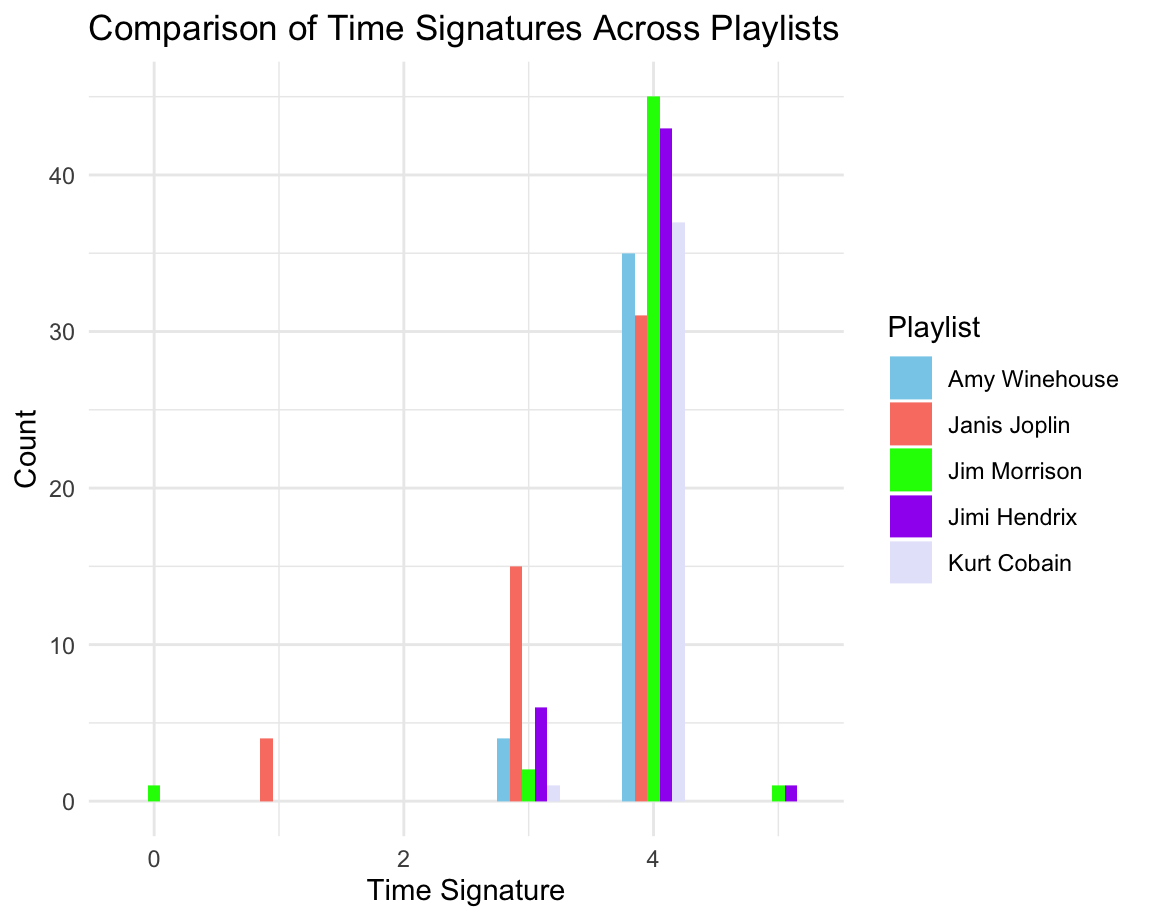 Comparison of Time Signatures Across Playlists
Count
40
30
20
10
0
0
2
4
Time Signature
Playlist
Amy Winehouse
Janis Joplin
Jim Morrison
Jimi Hendrix
Kurt Cobain